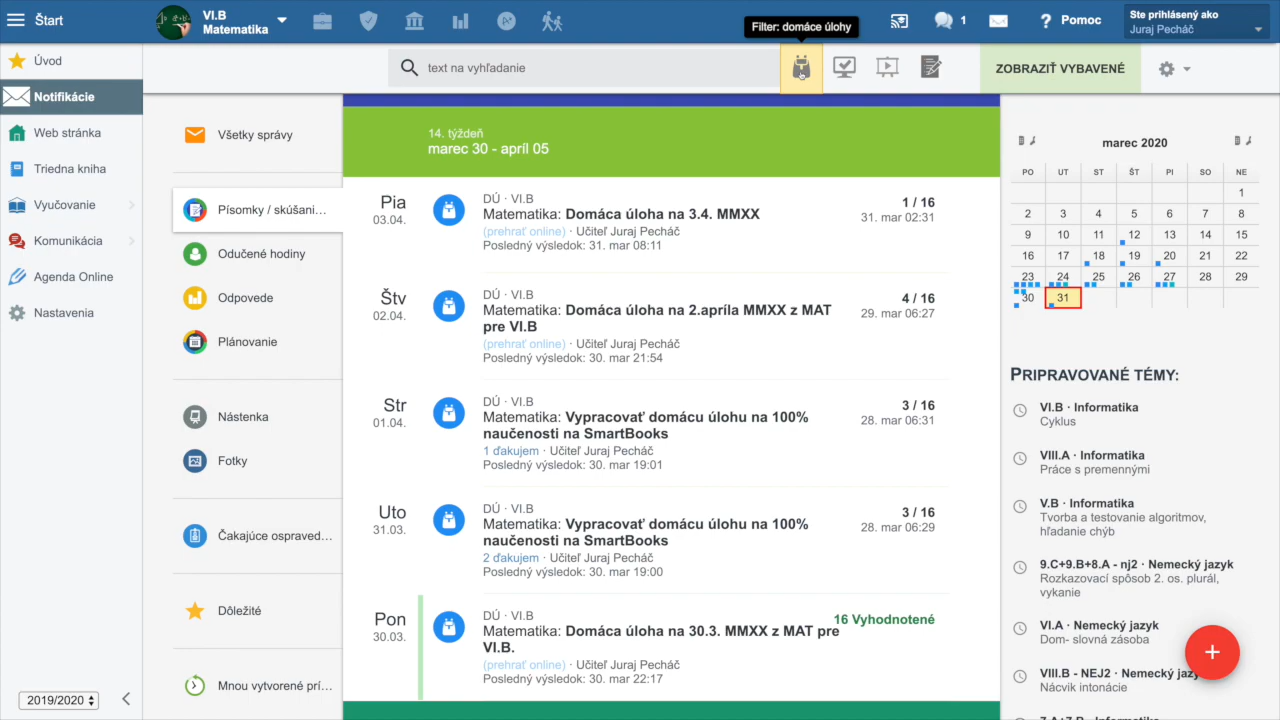 Štart
VI.B
Matematika
Filter: domáce úlohy
1
Pomoc
Ste prihlásený ako
Juraj Pecháč
Úvod
Notifikácie
Web stránka
Triedna kniha
Vyučovanie
Komunikácia
Agenda Online
Nastavenia
2019/2020
text na vyhľadanie
ZOBRAZIŤ VYBAVENÉ
Všetky správy
Písomky / skúšani...
Odučené hodiny
Odpovede
Plánovanie
Nástenka
Fotky
Čakajúce ospraved...
Dôležité
Mnou vytvorené prí...
14. týždeň
marec 30 - apríl 05
Pia
03.04.
DÚ · VI.B
Matematika: Domáca úloha na 3.4. MMXX
(prehrať online) · Učiteľ Juraj Pecháč
Posledný výsledok: 31. mar 08:11
1 / 16
31. mar 02:31
Štv
02.04.
DÚ · VI.B
Matematika: Domáca úloha na 2.apríla MMXX z MAT
pre VI.B
(prehrať online) · Učiteľ Juraj Pecháč
Posledný výsledok: 30. mar 21:54
4 / 16
29. mar 06:27
Str
01.04.
DÚ · VI.B
Matematika: Vypracovať domácu úlohu na 100%
naučenosti na SmartBooks
1 ďakujem · Učiteľ Juraj Pecháč
Posledný výsledok: 30. mar 19:01
3 / 16
28. mar 06:31
Uto
31.03.
DÚ · VI.B
Matematika: Vypracovať domácu úlohu na 100%
naučenosti na SmartBooks
2 ďakujem · Učiteľ Juraj Pecháč
Posledný výsledok: 30. mar 19:00
3 / 16
28. mar 06:29
Pon
30.03.
DÚ · VI.B
Matematika: Domáca úloha na 30.3. MMXX z MAT pre
VI.B.
(prehrať online) · Učiteľ Juraj Pecháč
Posledný výsledok: 30. mar 22:17
16 Vyhodnotené
marec 2020
PO UT ST ŠT PI SO NE
1
2 3 4 5 6 7 8
9 10 11 12 13 14 15
16 17 18 19 20 21 22
23 24 25 26 27 28 29
30 31
PRIPRAVOVANÉ TÉMY:
VI.B · Informatika
Cyklus
VIII.A · Informatika
Práce s premennými
V.B · Informatika
Tvorba a testovanie algoritmov,
hľadanie chýb
9.C+9.B+8.A - nj2 · Nemecký jazyk
Rozkazovací spôsob 2. os. plurál,
vykanie
VI.A · Nemecký jazyk
Dom- slovná zásoba
VIII.B - NEJ2 · Nemecký jazy
Nácvik intonácie
7.A+7.B · Informatika